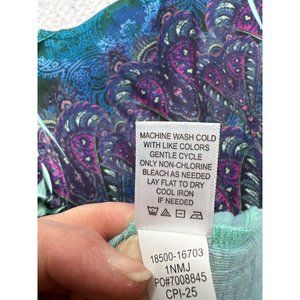 MACHINE WASH COLD
WITH LIKE COLORS
GENTLE CYCLE
ONLY NON-CHLORINE
BLEACH AS NEEDED
LAY FLAT TO DRY
COOL IRON
IF NEEDED
18500-16703
1NMJ
PO#7008845
CPI-25